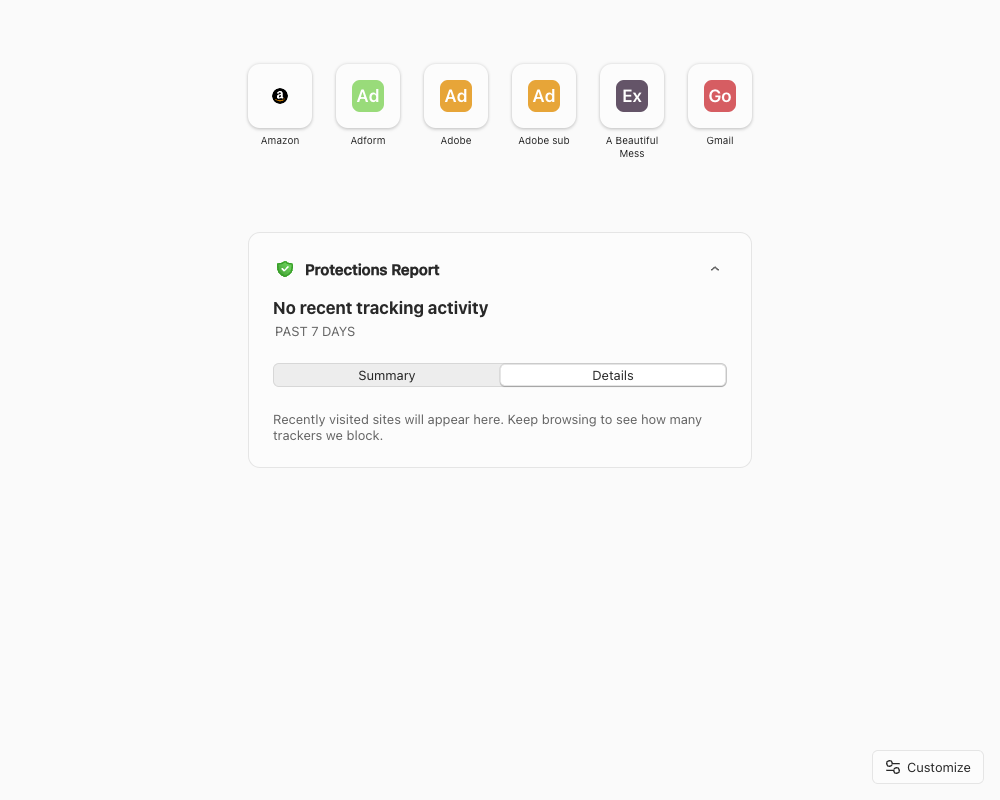 a
Ad
Ad
Ad
Ex
Go
Amazon
Adform
Adobe
Adobe sub
A Beautiful
Mess
Gmail
Protections Report
No recent tracking activity
PAST 7 DAYS
Summary
Details
Recently visited sites will appear here. Keep browsing to see how many
trackers we block.
Customize